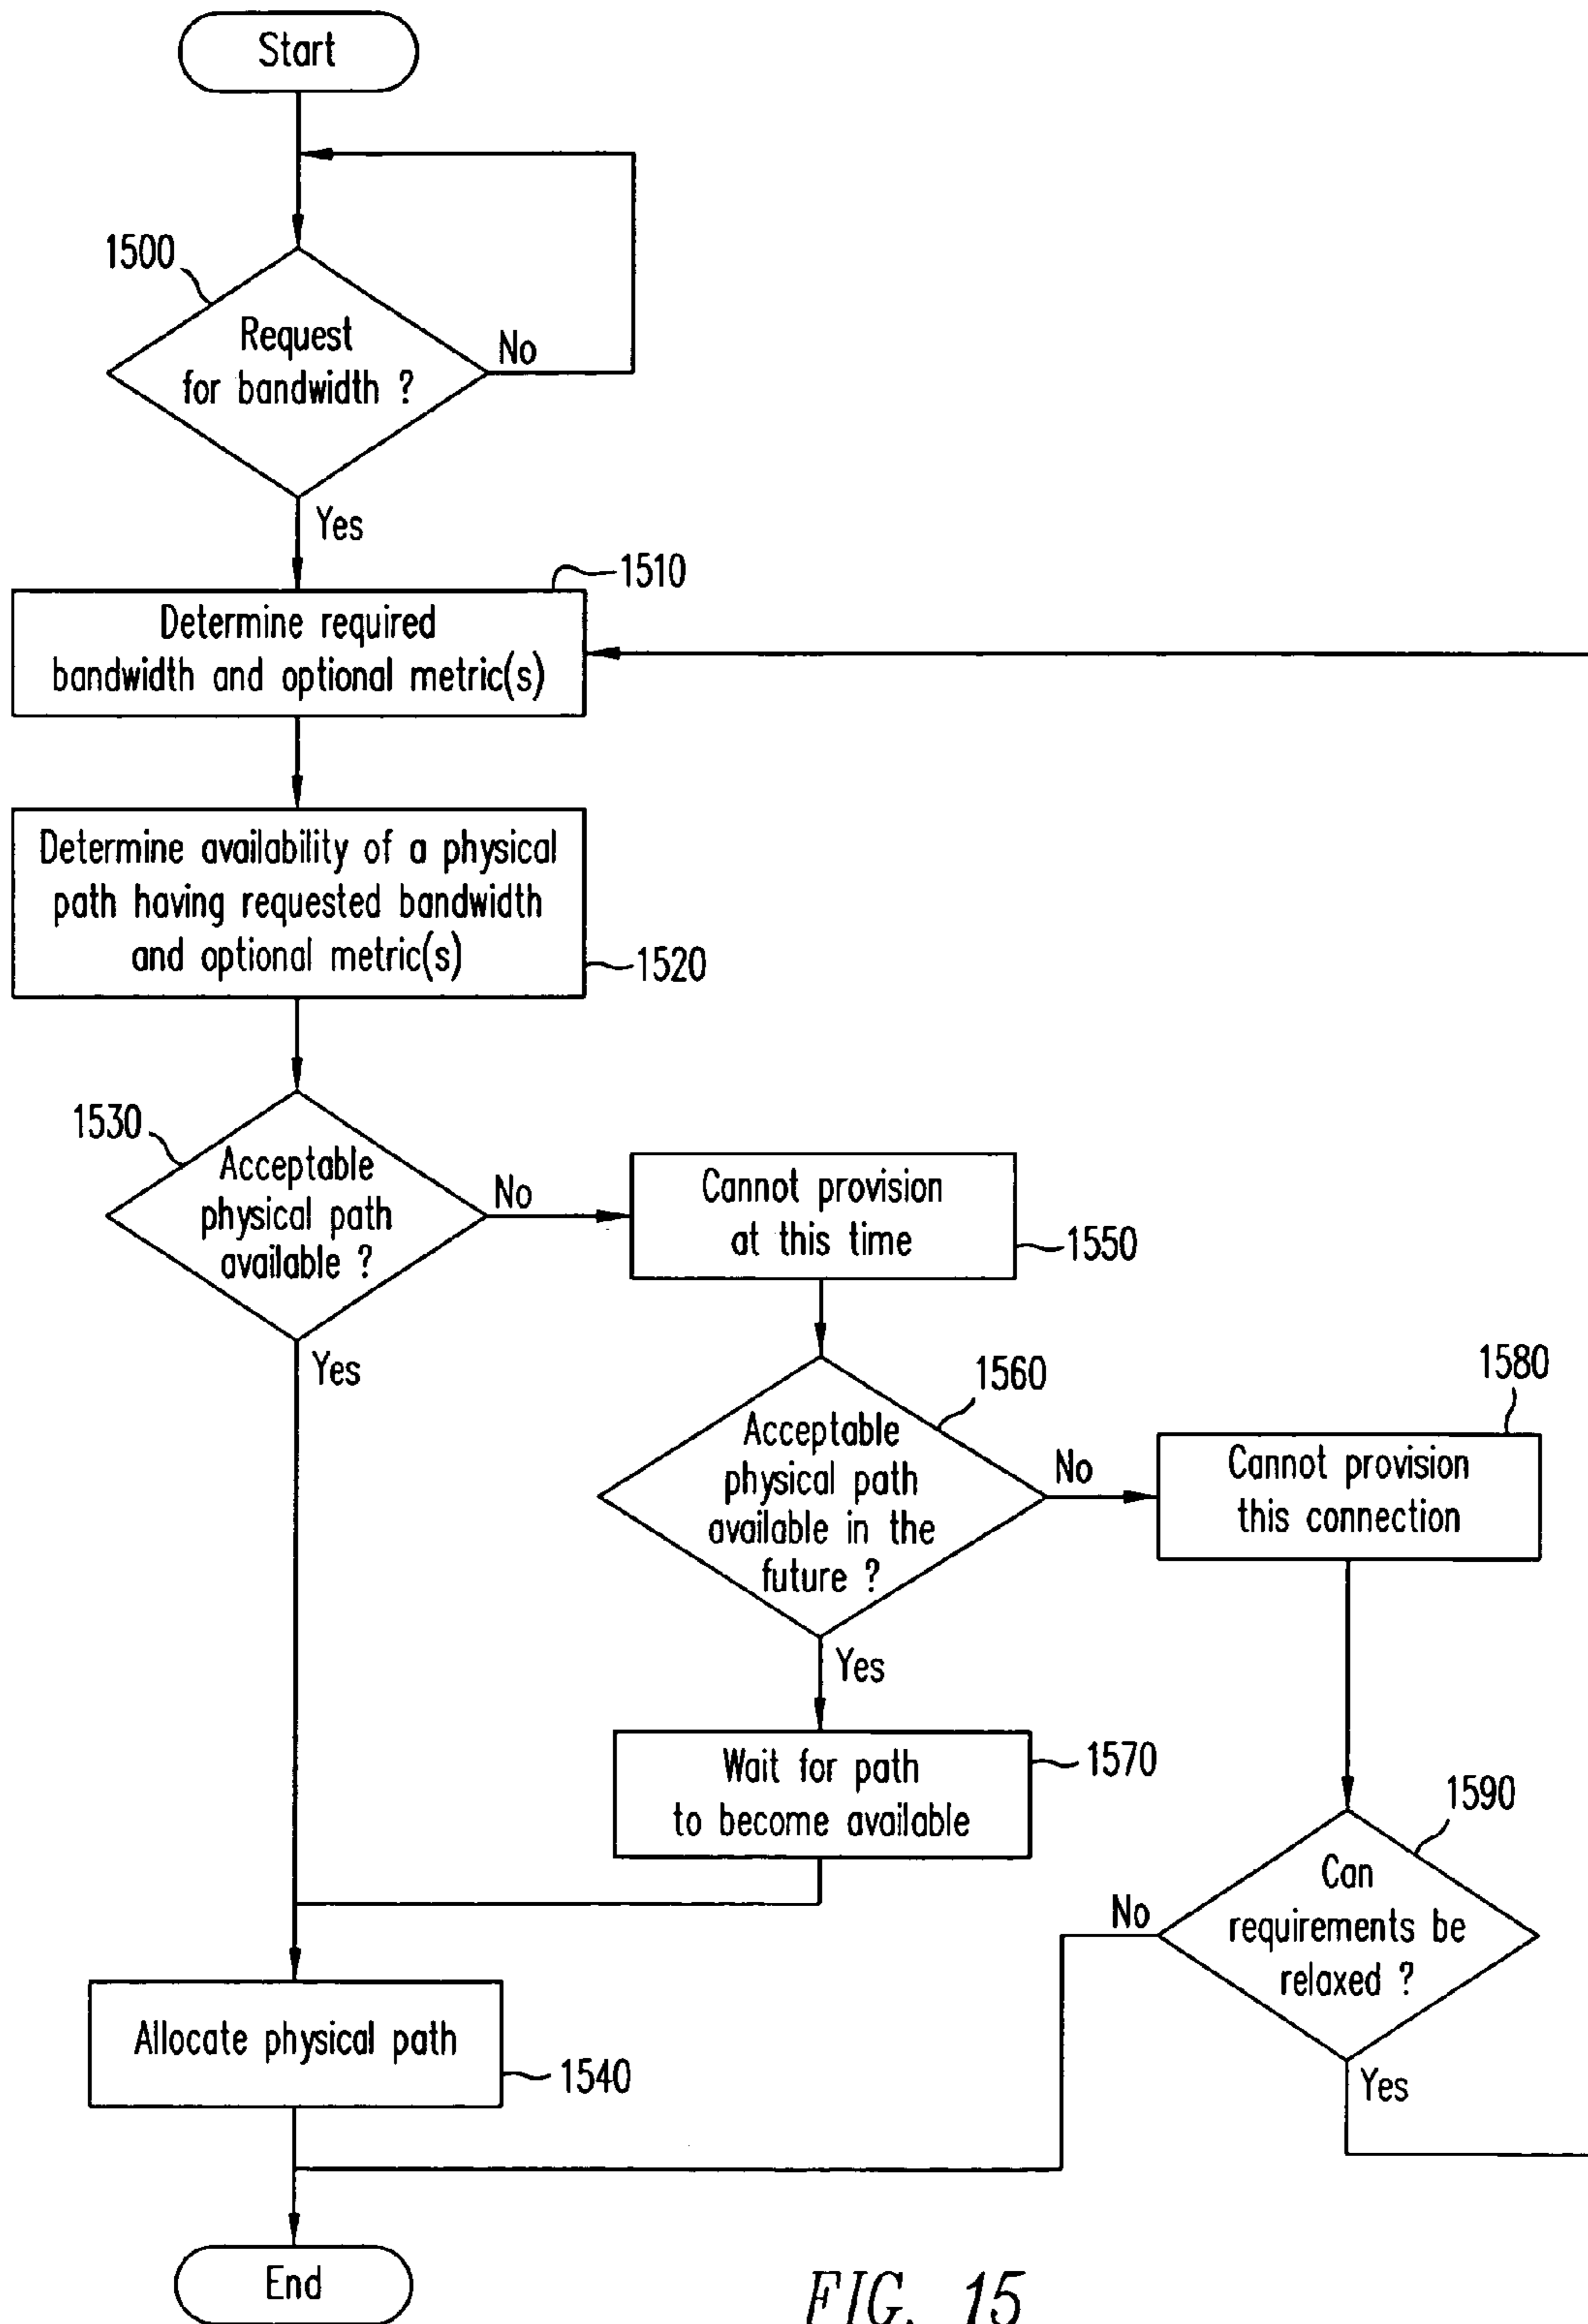 Start
1500
Request
for bandwidth ?
No
Yes
1510
Determine required
bandwidth and optional metric(s)
Determine availability of a physical
path having requested bandwidth
and optional metric(s)
1520
1530
Acceptable
physical path
available ?
No
Yes
Cannot provision
at this time
1550
1560
Acceptable
physical path
available in the
future ?
No
Yes
1580
Cannot provision
this connection
Wait for path
to become available
1570
1590
Can
requirements be
relaxed ?
No
Yes
Allocate physical path
1540
End
FIG. 15